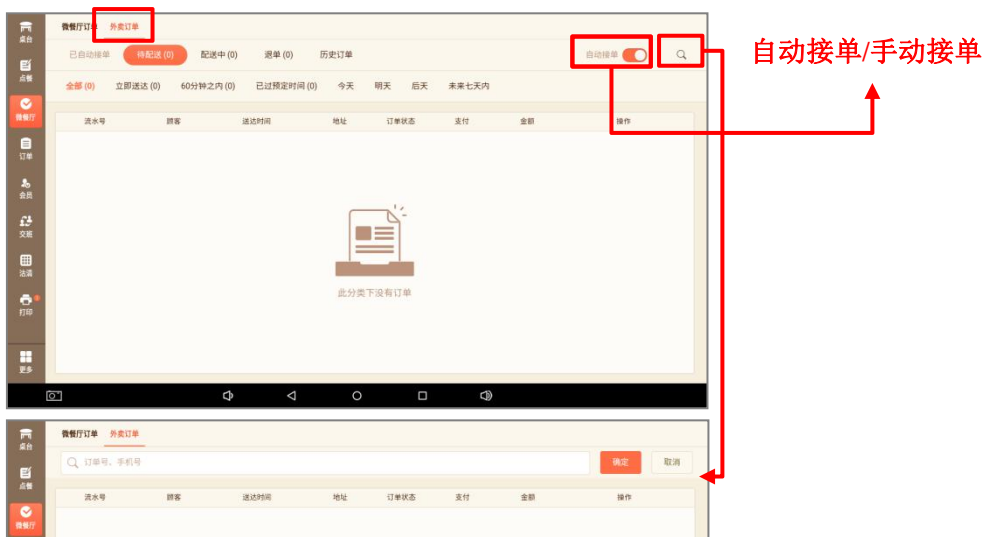 微餐厅订单 外卖订单
已自动接单 待配送 (0) 配送中 (0) 退单 (0) 历史订单 自动接单
全部 (0) 立即送达 (0) 60分钟之内 (0) 已过预定时间 (0) 今天 明天 后天 未来七天内
流水号 顾客 送达时间 地址 订单状态 支付 金额 操作
此分类下没有订单
桌台
点餐
微餐厅
订单
会员
交班
沽清
打印
更多
自动接单/手动接单
微餐厅订单 外卖订单
订单号、手机号 确定 取消
流水号 顾客 送达时间 地址 订单状态 支付 金额 操作
桌台
点餐
微餐厅